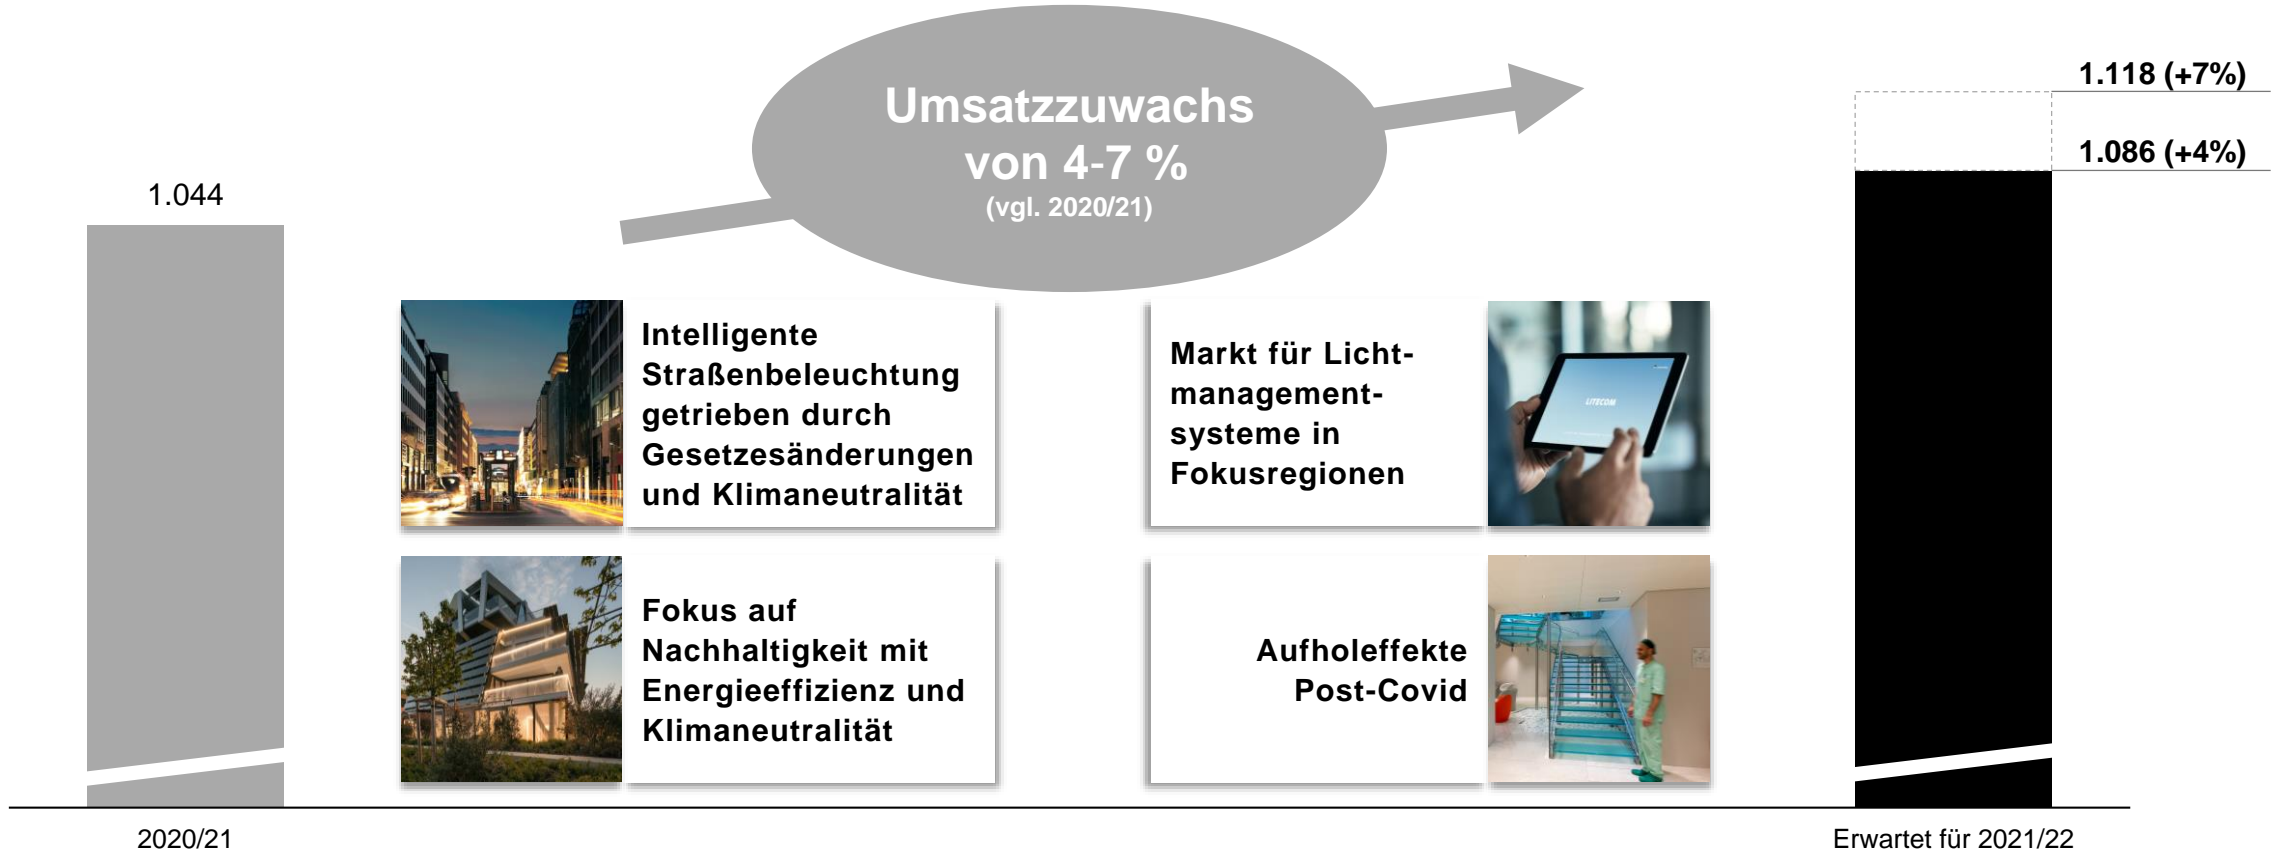 Umsatzzuwachs
von 4-7 %
(vgl. 2020/21)
1.118 (+7%)
1.086 (+4%)
1.044
Intelligente
Straßenbeleuchtung
getrieben durch
Gesetzesänderungen
und Klimaneutralität
Markt für Licht-
management-
systeme in
Fokusregionen
LITECOM
Fokus auf
Nachhaltigkeit mit
Energieeffizienz und
Klimaneutralität
Aufholeffekte
Post-Covid
2020/21
Erwartet für 2021/22